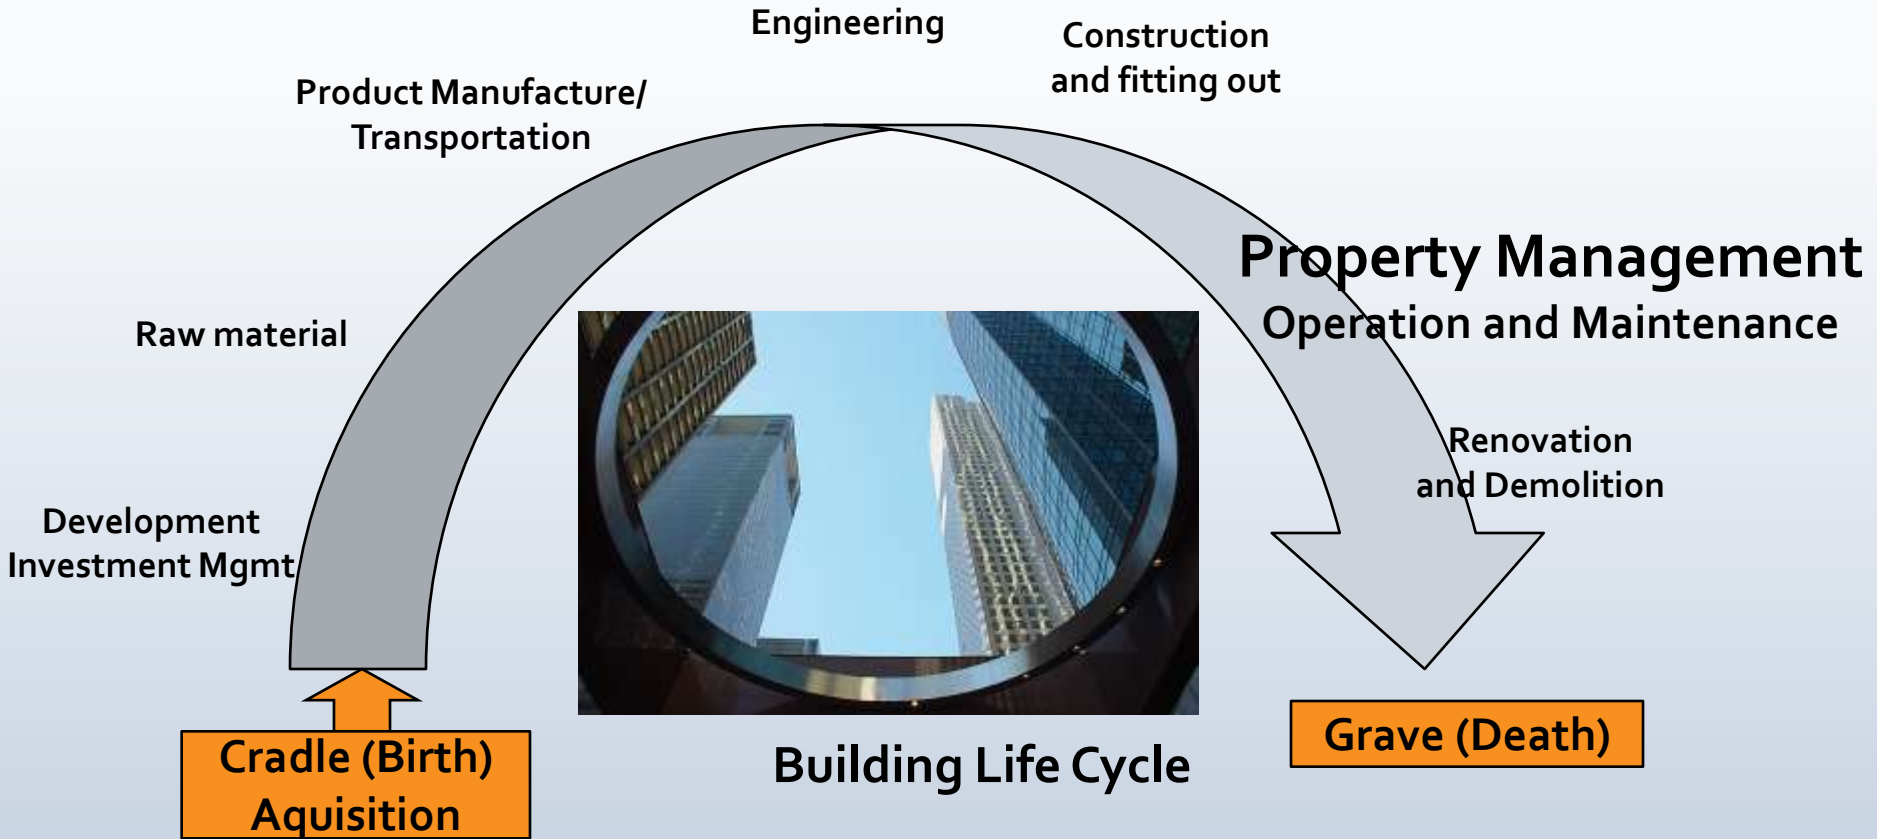 Engineering
Construction
and fitting out
Product Manufacture/
Transportation
Property Management
Operation and Maintenance
Raw material
Renovation
and Demolition
Development
Investment Mgmt
Cradle (Birth)
Aquisition
Building Life Cycle
Grave (Death)